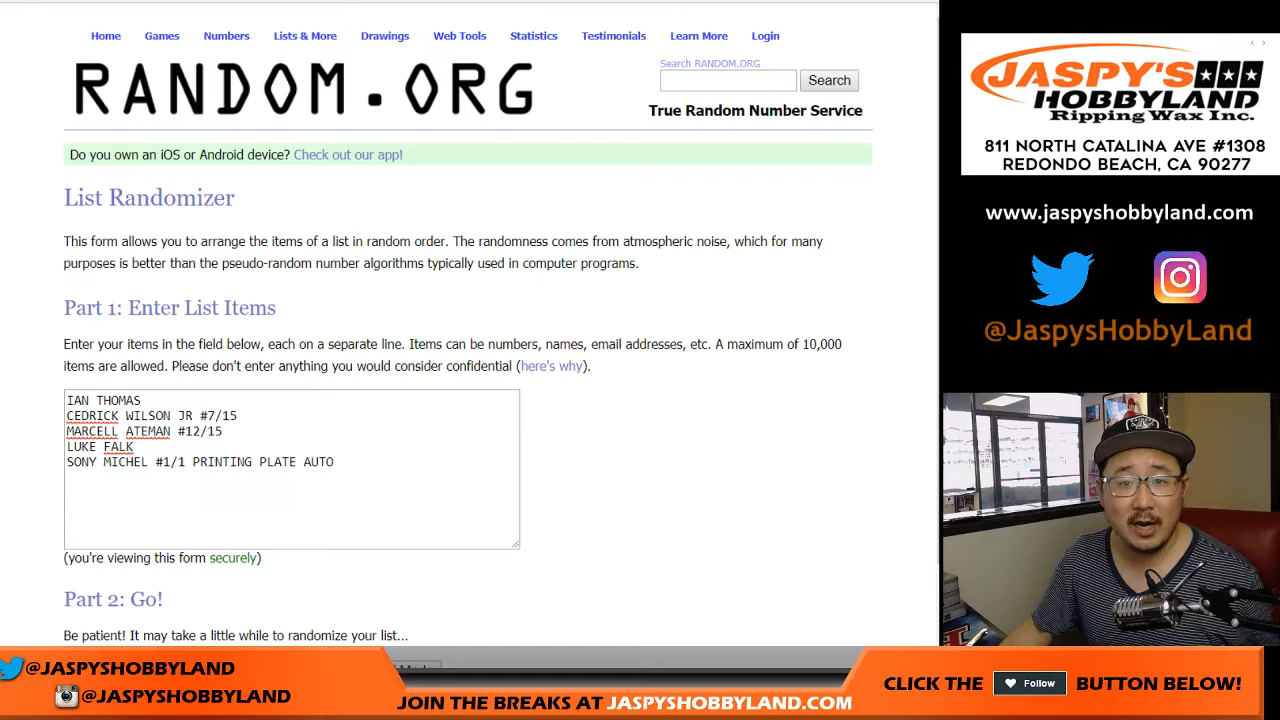 Home Games Numbers Lists & More Drawings Web Tools Statistics Testimonials Learn More Login
RANDOM.ORG
Search RANDOM.ORG
Search
True Random Number Service
Do you own an iOS or Android device? Check out our app!
List Randomizer
This form allows you to arrange the items of a list in random order. The randomness comes from atmospheric noise, which for many
purposes is better than the pseudo-random number algorithms typically used in computer programs.
Part 1: Enter List Items
Enter your items in the field below, each on a separate line. Items can be numbers, names, email addresses, etc. A maximum of 10,000
items are allowed. Please don't enter anything you would consider confidential (here's why).
IAN THOMAS
CEDRICK WILSON JR #7/15
MARCELL ATEMAN #12/15
LUKE FALK
SONY MICHEL #1/1 PRINTING PLATE AUTO
(you're viewing this form securely)
Part 2: Go!
Be patient! It may take a little while to randomize your list...
JASPY'S
HOBBYLAND
Ripping Wax Inc.
811 NORTH CATALINA AVE #1308
REDONDO BEACH, CA 90277
www.jaspyshobbyland.com
@JaspysHobbyLand
@JASPYSHOBBYLAND
@JASPYSHOBBYLAND
JOIN THE BREAKS AT JASPYSHOBBYLAND.COM
CLICK THE Follow BUTTON BELOW!